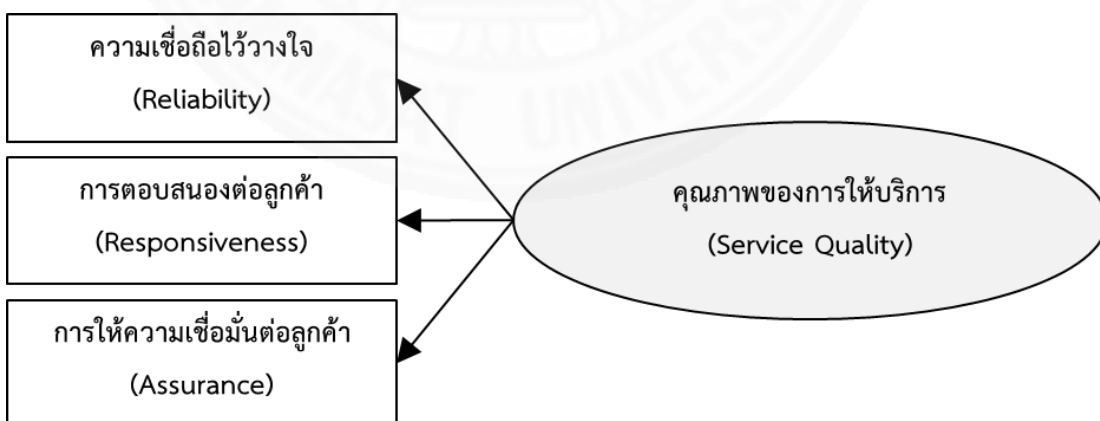 ความเชื่อถือไว้วางใจ
(Reliability)
การตอบสนองต่อลูกค้า
(Responsiveness)
การให้ความเชื่อมั่นต่อลูกค้า
(Assurance)
คุณภาพของการให้บริการ
(Service Quality)
UNIVERS